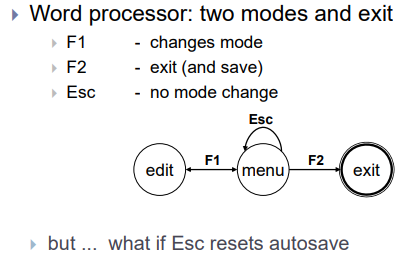 Word processor: two modes and exit
F1 - changes mode
F2 - exit (and save)
Esc - no mode change
Esc
edit F1 menu F2 exit
but ... what if Esc resets autosave